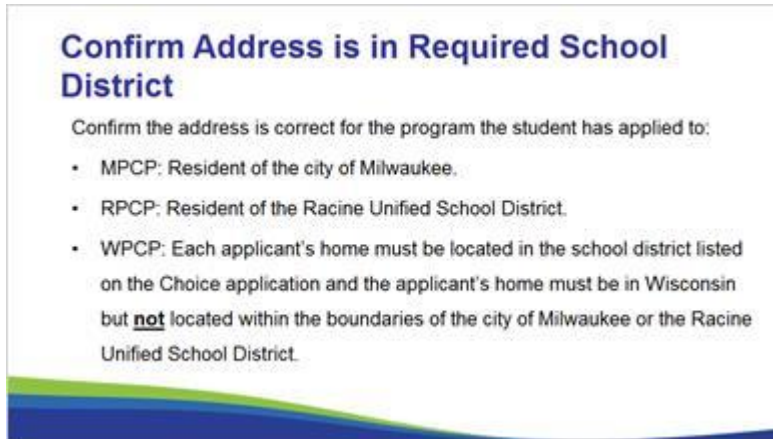 Confirm Address is in Required School
District
Confirm the address is correct for the program the student has applied to:
• MPCP: Resident of the city of Milwaukee.
• RPCP: Resident of the Racine Unified School District.
• WPCP: Each applicant's home must be located in the school district listed
on the Choice application and the applicant's home must be in Wisconsin
but not located within the boundaries of the city of Milwaukee or the Racine
Unified School District.